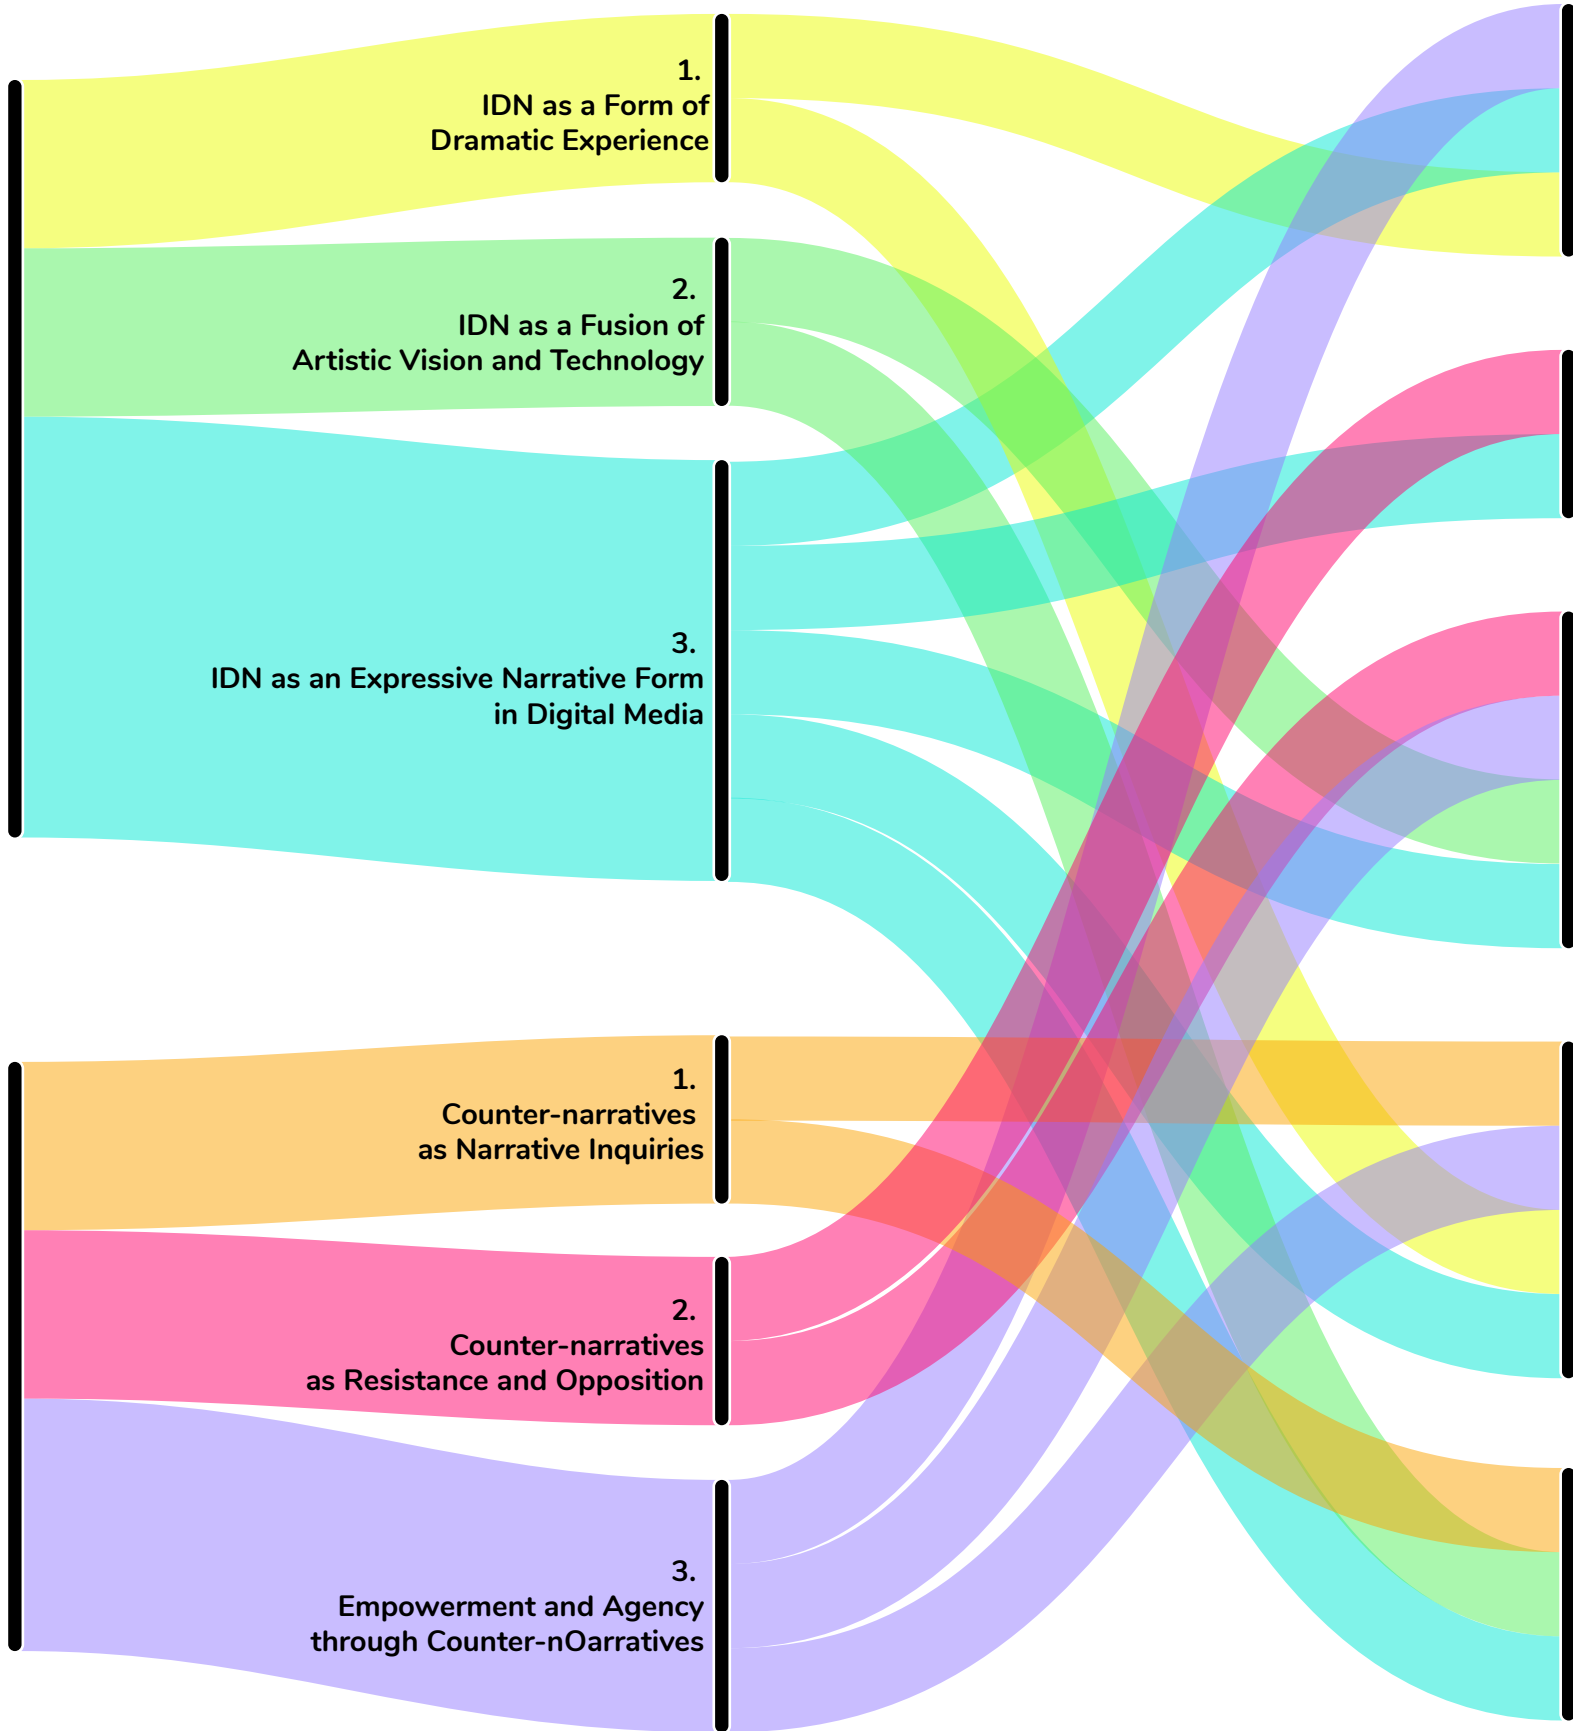 1.
IDN as a Form of
Dramatic Experience
2.
IDN as a Fusion of
Artistic Vision and Technology
3.
IDN as an Expressive Narrative Form
in Digital Media
1.
Counter-narratives
as Narrative Inquiries
2.
Counter-narratives
as Resistance and Opposition
3.
Empowerment and Agency
through Counter-nOarratives